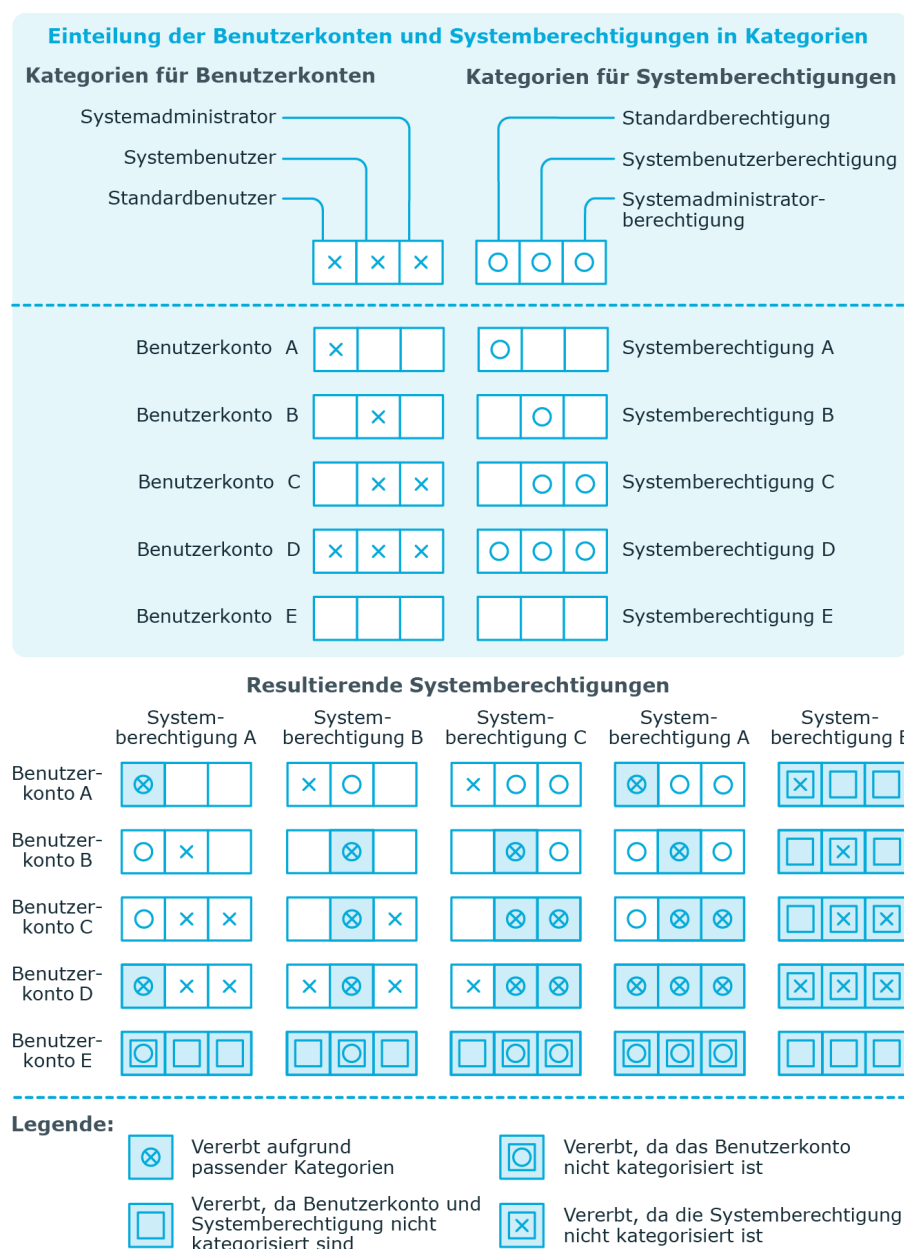 Einteilung der Benutzerkonten und Systemberechtigungen in Kategorien
Kategorien für Benutzerkonten
Kategorien für Systemberechtigungen
Systemadministrator
Systembenutzer
Standardbenutzer
Standardberechtigung
Systembenutzerberechtigung
Systemadministrator-
berechtigung
Benutzerkonto A
Systemberechtigung A
Benutzerkonto B
Systemberechtigung B
Benutzerkonto C
Systemberechtigung C
Benutzerkonto D
Systemberechtigung D
Benutzerkonto E
Systemberechtigung E
Resultierende Systemberechtigungen
System-
berechtigung A
System-
berechtigung B
System-
berechtigung C
System-
berechtigung A
System-
berechtigung E
Benutzer-
konto A
Benutzer-
konto B
Benutzer-
konto C
Benutzer-
konto D
Benutzer-
konto E
Legende:
Vererbt aufgrund
passender Kategorien
Vererbt, da das Benutzerkonto
nicht kategorisiert ist
Vererbt, da Benutzerkonto und
Systemberechtigung nicht
kategorisiert sind
Vererbt, da die Systemberechtigung
nicht kategorisiert ist